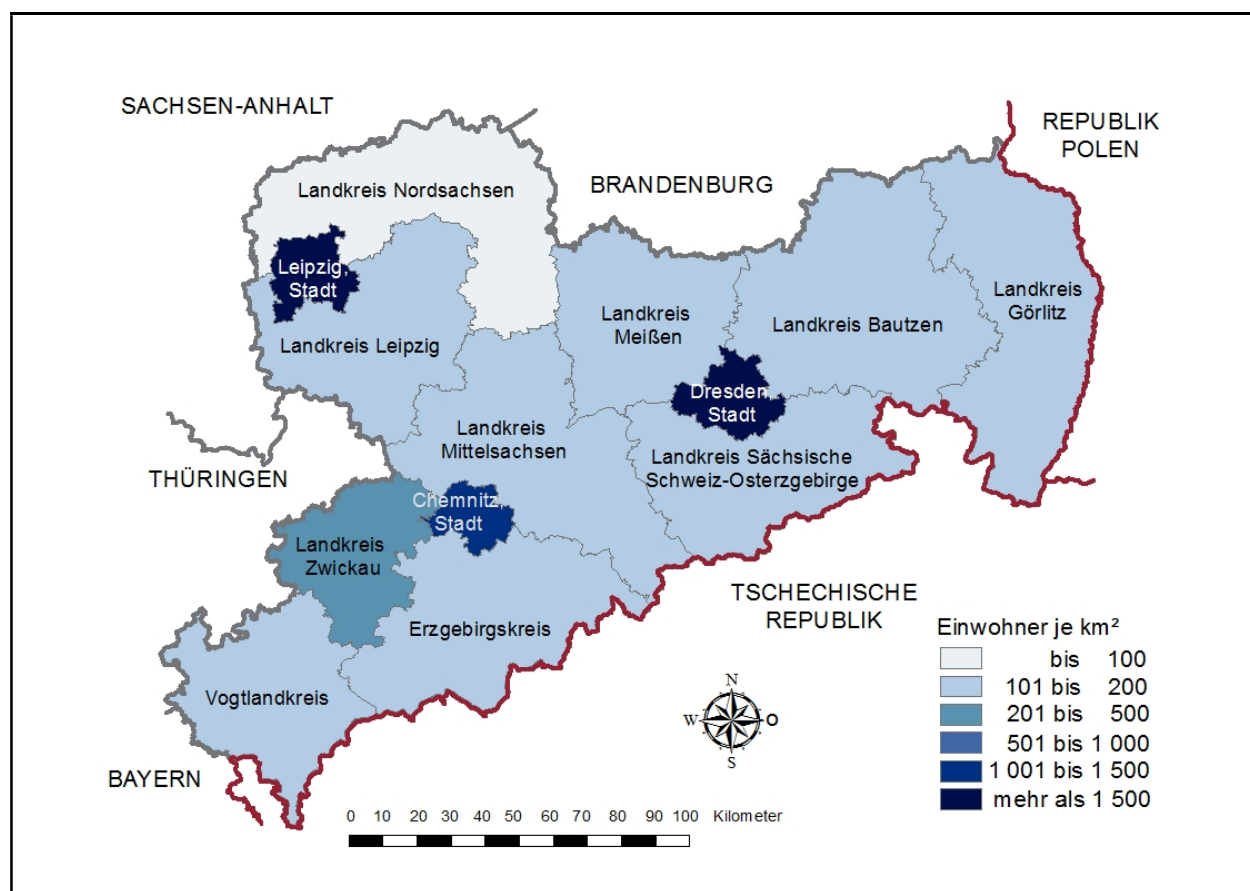 SACHSEN-ANHALT
REPUBLIK
POLEN
BRANDENBURG
Landkreis Nordsachsen
Leipzig,
Stadt
Landkreis Leipzig
Landkreis
Meißen
Landkreis Bautzen
Landkreis
Görlitz
Dresden
Stadt
Landkreis
Mittelsachsen
Landkreis Sächsische
Schweiz-Osterzgebirge
THÜRINGEN
Chemnitz,
Stadt
Landkreis
Zwickau
TSCHECHISCHE
REPUBLIK
Erzgebirgskreis
Vogtlandkreis
BAYERN
N
W
O
S
Einwohner je km²
bis 100
101 bis 200
201 bis 500
501 bis 1 000
1 001 bis 1 500
mehr als 1 500
0 10 20 30 40 50 60 70 80 90 100 Kilometer